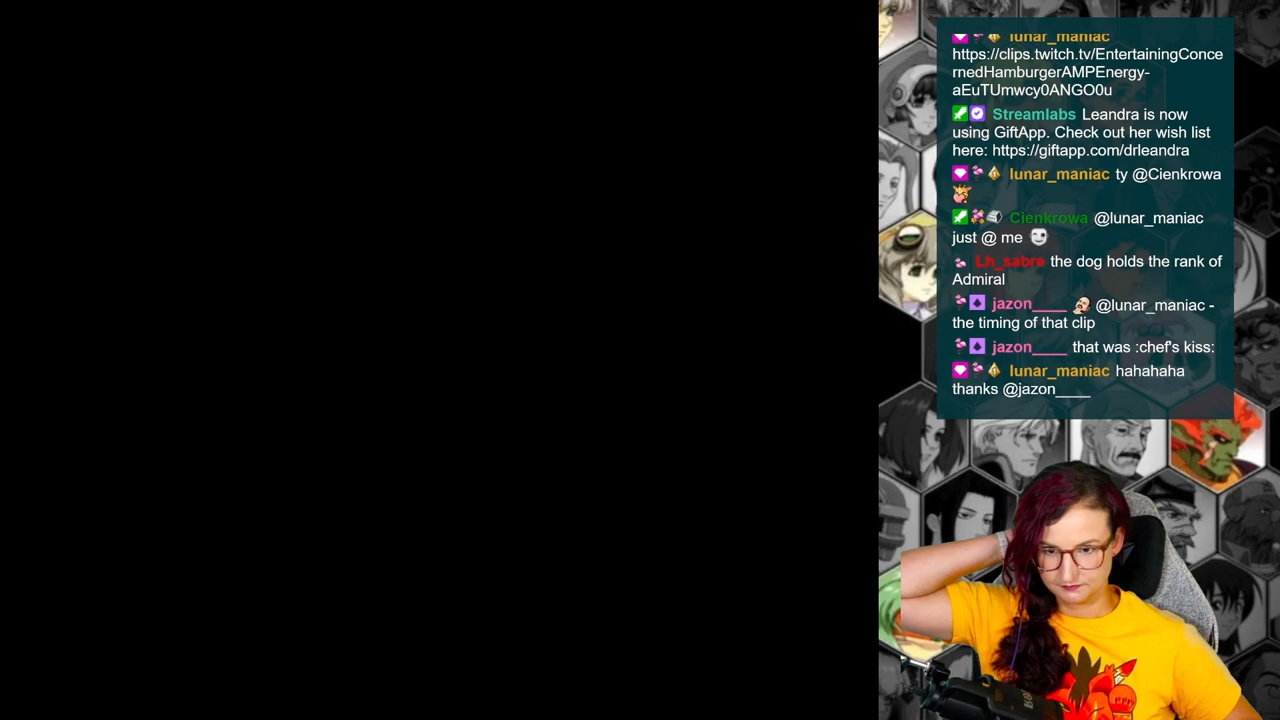 lunar_maniac
https://clips.twitch.tv/EntertainingConce
rnedHamburgerAMPEnergy-
aEuTUmwcy0ANGO0u
Streamlabs Leandra is now
using GiftApp. Check out her wish list
here: https://giftapp.com/drleandra
lunar_maniac ty @Cienkrowa
Cienkrowa @lunar_maniac
just @ me
Lh_sabre the dog holds the rank of
Admiral
jazon____ @lunar_maniac -
the timing of that clip
jazon____ that was :chef's kiss:
lunar_maniac hahahaha
thanks @jazon____